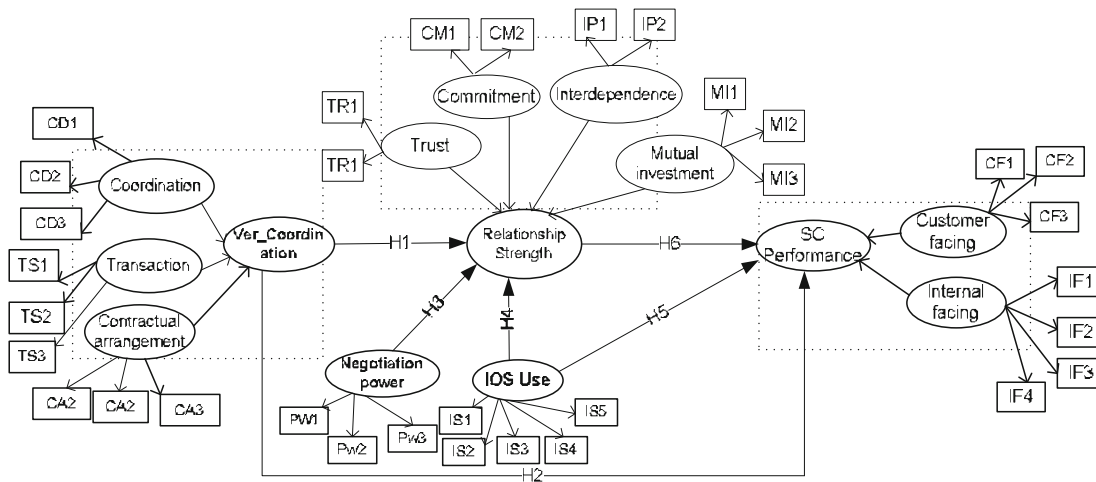 CM1
CM2
IP1
IP2
Commitment
Interdependence
TR1
TR1
Trust
MI1
MI2
MI3
Mutual
investment
CD1
CD2
CD3
Coordination
TS1
TS2
TS3
Transaction
Contractual
arrangement
CA2
CA2
CA3
Ver_Coordin
ation
H1
Relationship
Strength
H6
SC
Performance
Customer
facing
CF1
CF2
CF3
Internal
facing
IF1
IF2
IF3
IF4
H3
H4
H5
Negotiation
power
PW1
Pw2
Pw3
IOS Use
IS1
IS2
IS3
IS4
IS5
H2